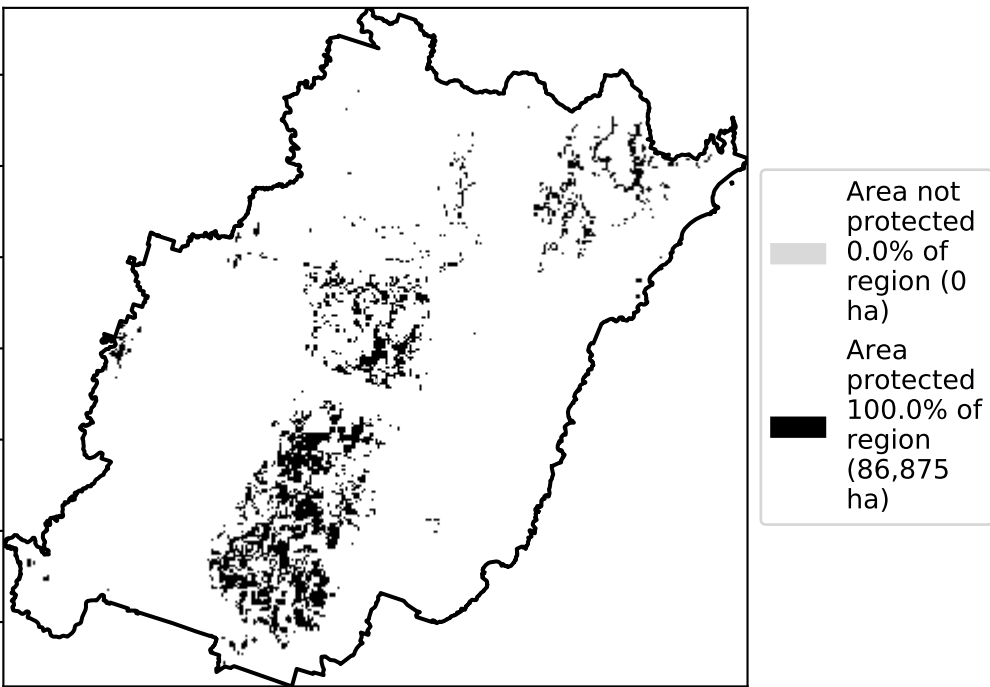 Area not
protected
0.0% of
region (0
ha)
Area
protected
100.0% of
region
(86,875
ha)